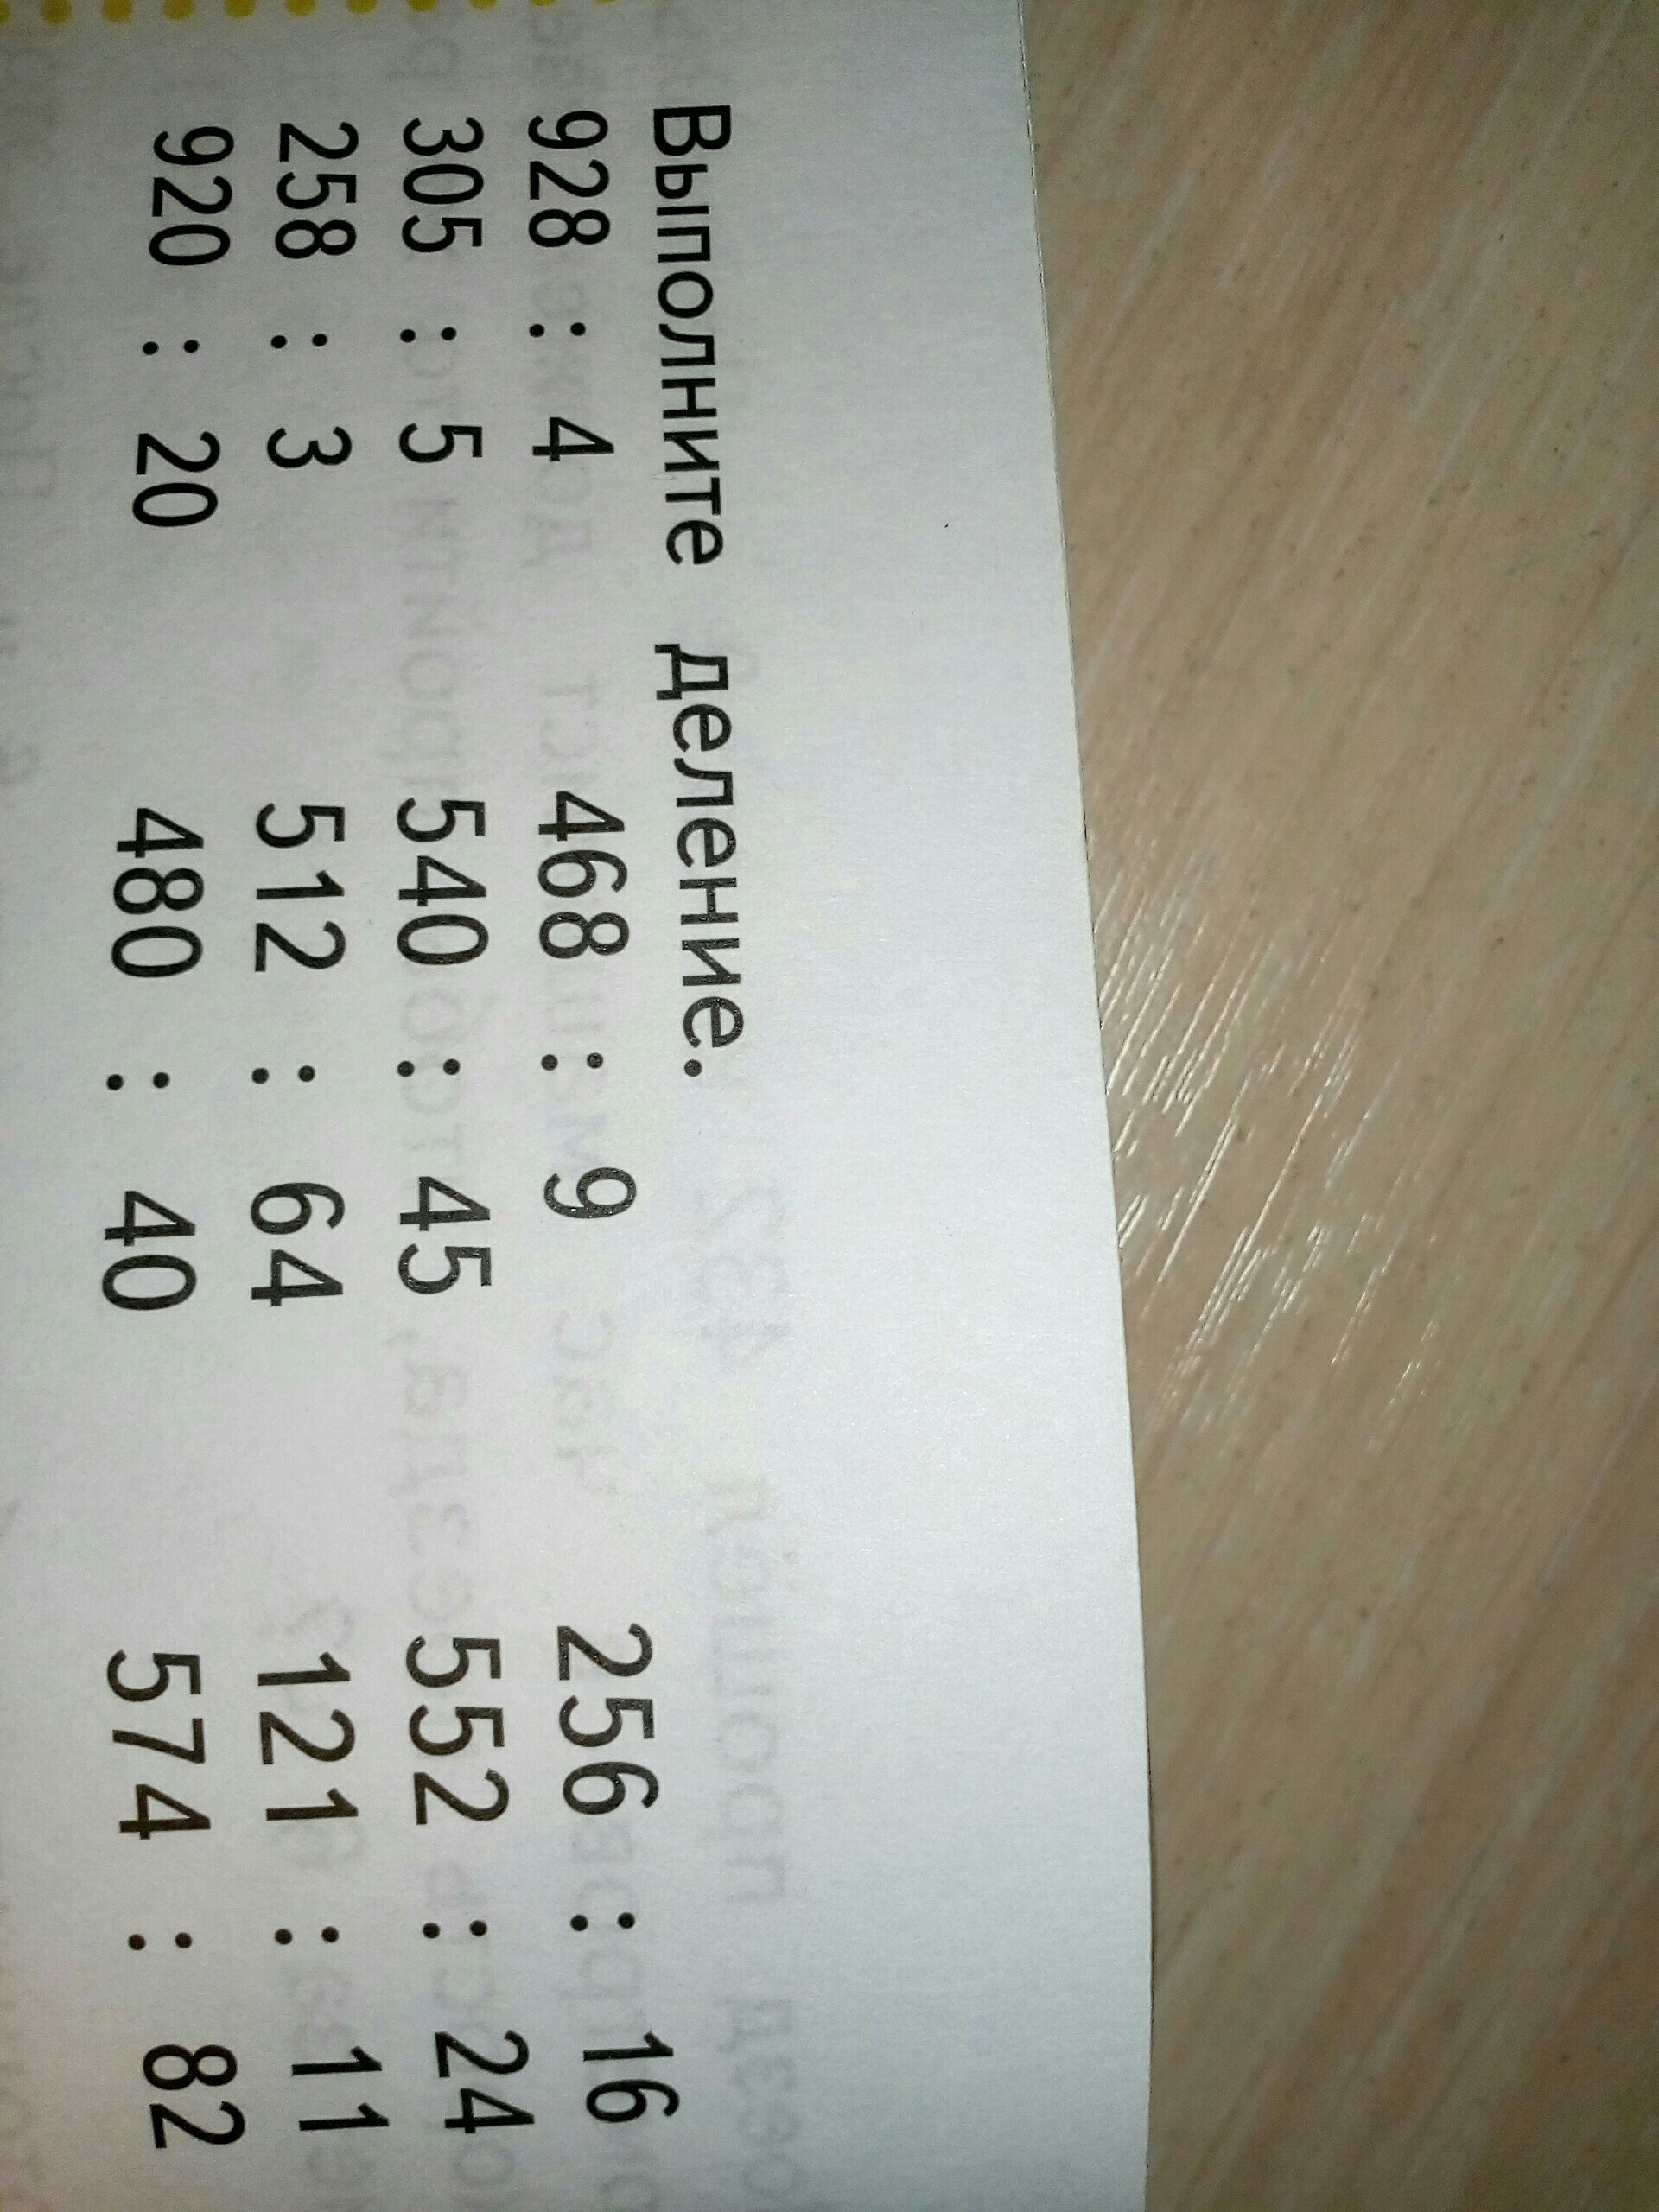 Выполните деление.
928 : 4 468 : 9 256 : 16
305 : 5 540 : 45 552 : 24
258 : 3 512 : 64 121 : 11
920 : 20 480 : 40 574 : 82